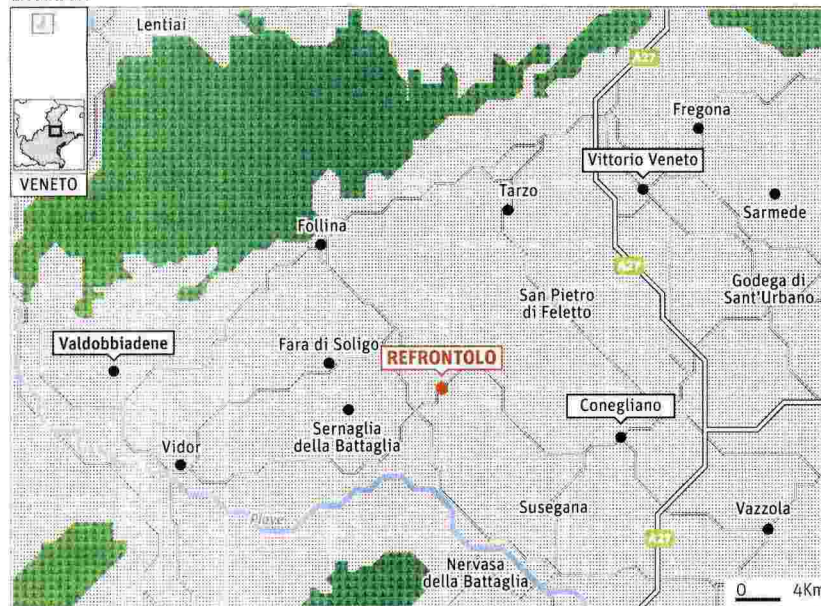 Lentiai
A27
Fregona
Vittorio Veneto
VENETO
Tarzo
Sarmede
Follina
A27
Godega di
Sant'Urbano
San Pietro
di Feletto
Valdobbiadene
Fara di Soligo
REFRONTOLO
Conegliano
Sernaglia
della Battaglia
Vidor
Piave
Susegana
Vazzola
A27
Nervasa
della Battaglia
0 4Km